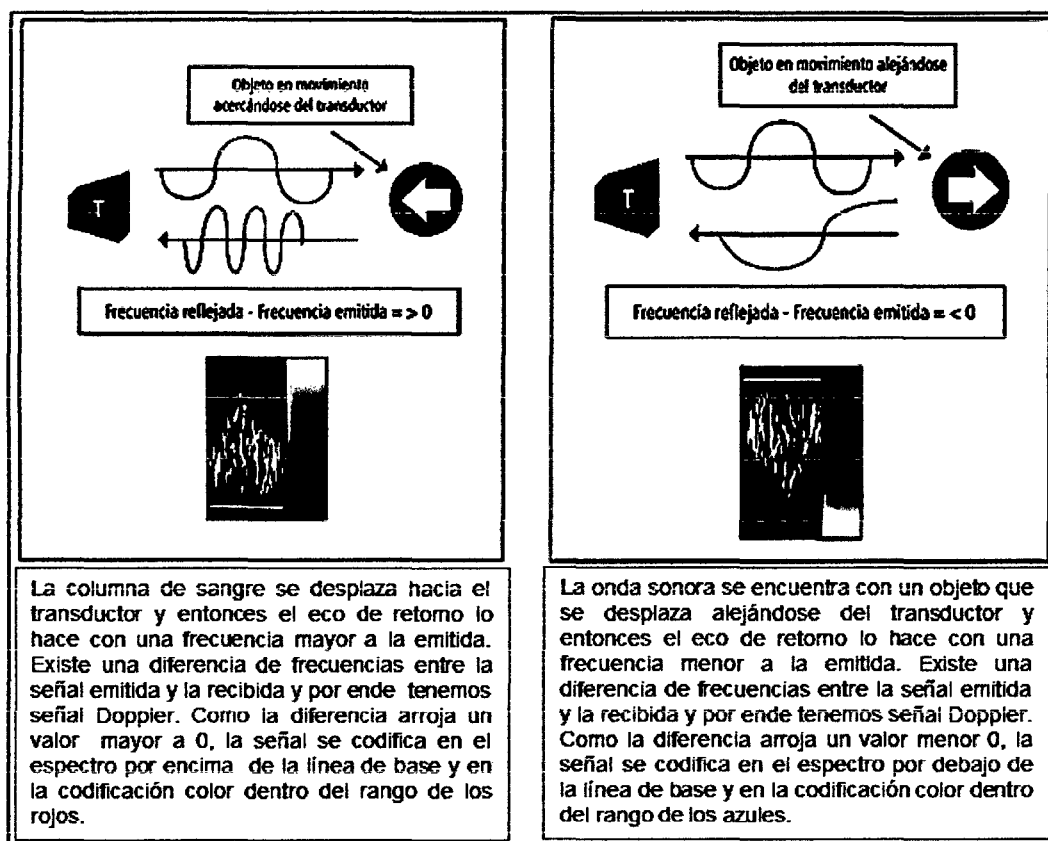 Objeto en movimiento
acercándose del transductor
T
Frecuencia reflejada - Frecuencia emitida = > 0
La columna de sangre se desplaza hacia el
transductor y entonces el eco de retorno lo
hace con una frecuencia mayor a la emitida.
Existe una diferencia de frecuencias entre la
señal emitida y la recibida y por ende tenemos
señal Doppler. Como la diferencia arroja un
valor mayor a 0, la señal se codifica en el
espectro por encima de la línea de base y en
la codificación color dentro del rango de los
rojos.
Objeto en movimiento alejándose
del transductor
T
Frecuencia reflejada - Frecuencia emitida = < 0
La onda sonora se encuentra con un objeto que
se desplaza alejándose del transductor y
entonces el eco de retorno lo hace con una
frecuencia menor a la emitida. Existe una
diferencia de frecuencias entre la señal emitida
y la recibida y por ende tenemos señal Doppler.
Como la diferencia arroja un valor menor 0, la
señal se codifica en el espectro por debajo de
la línea de base y en la codificación color dentro
del rango de los azules.